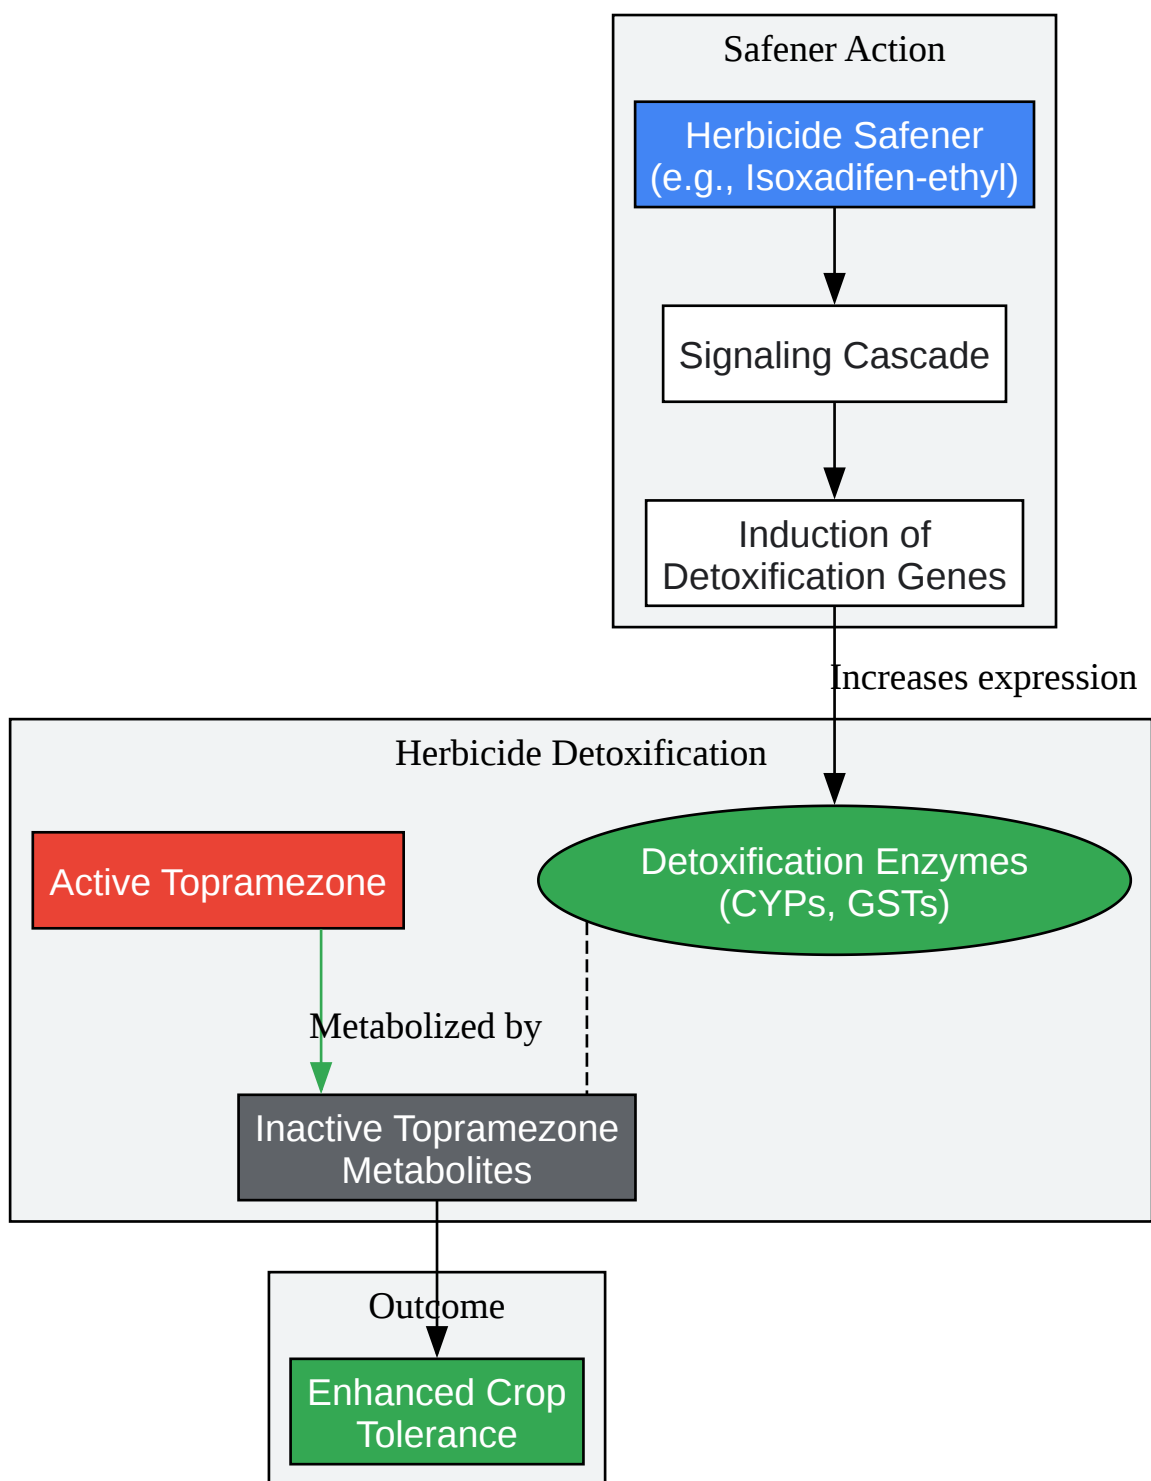 Safener Action
Herbicide Safener
(e.g., Isoxadifen-ethyl)
Signaling Cascade
Induction of
Detoxification Genes
Increases expression
Herbicide Detoxification
Active Topramezone
Detoxification Enzymes
(CYPs, GSTs)
Metabolized by
Inactive Topramezone
Metabolites
Outcome
Enhanced Crop
Tolerance